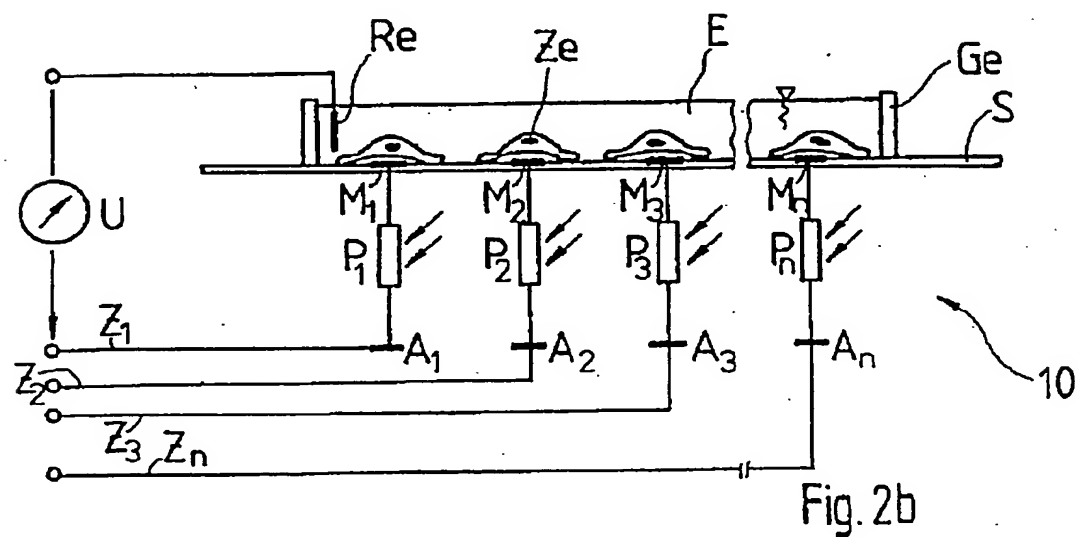 Re Ze E Ge
S
M₁ M₂ M₃ Mₙ
U
P₁ P₂ P₃ Pₙ
Z₁ A₁ A₂ A₃ Aₙ
Z₂ 10
Z₃ Zₙ
Fig. 2b